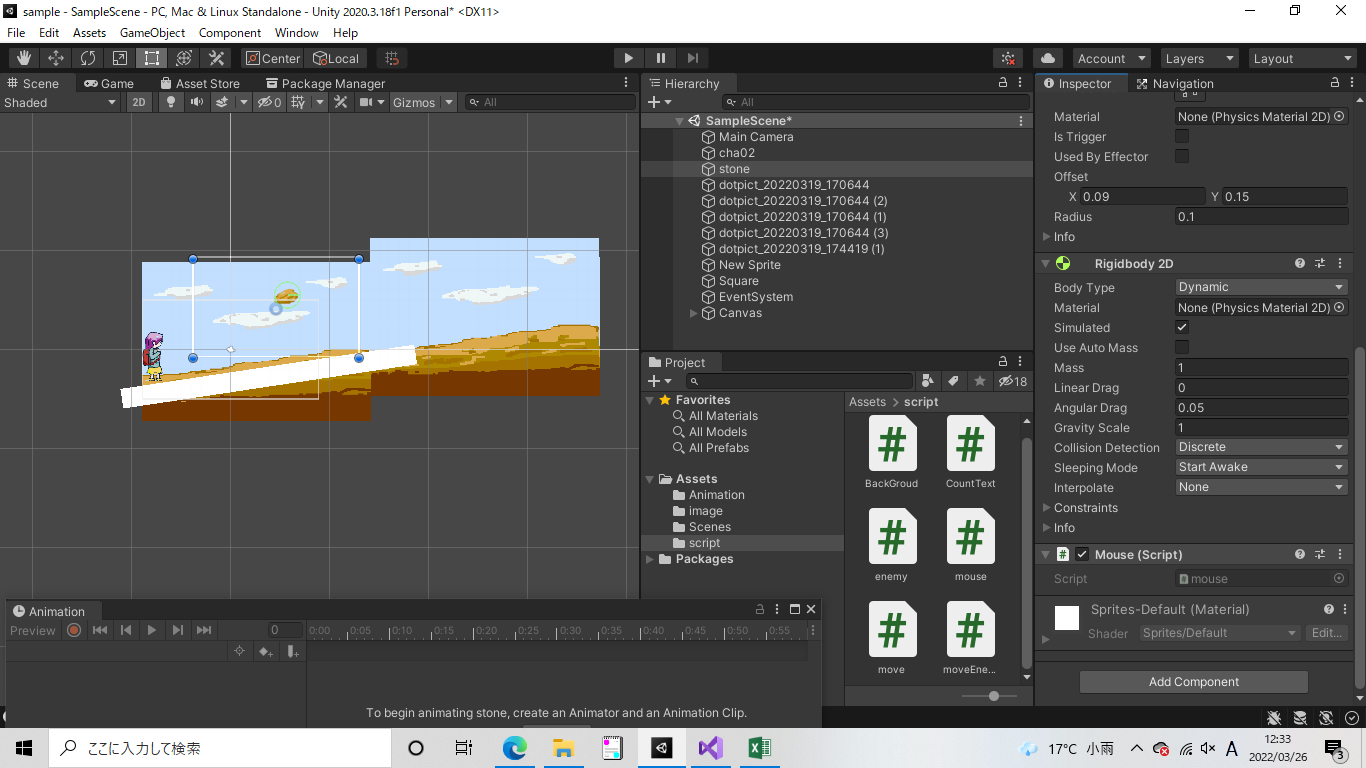 sample - SampleScene - PC, Mac & Linux Standalone - Unity 2020.3.18f1 Personal* <DX11>
File Edit Assets GameObject Component Window Help
Center Local Account Layers Layout
Scene Game Asset Store Package Manager
Shaded 2D 0 Gizmos All
Hierarchy
All
SampleScene*
Main Camera
cha02
stone
dotpict_20220319_170644
dotpict_20220319_170644 (2)
dotpict_20220319_170644 (1)
dotpict_20220319_170644 (3)
dotpict_20220319_174419 (1)
New Sprite
Square
EventSystem
Canvas
Project
18
Favorites
All Materials
All Models
All Prefabs
Assets
Animation
image
Scenes
script
Packages
Assets script
BackGroud CountText
enemy mouse
move moveEne...
Inspector Navigation
Material None (Physics Material 2D)
Is Trigger
Used By Effector
Offset
X 0.09 Y 0.15
Radius 0.1
Info
Rigidbody 2D
Body Type Dynamic
Material None (Physics Material 2D)
Simulated
Use Auto Mass
Mass 1
Linear Drag 0
Angular Drag 0.05
Gravity Scale 1
Collision Detection Discrete
Sleeping Mode Start Awake
Interpolate None
Constraints
Info
Mouse (Script)
Script mouse
Sprites-Default (Material)
Shader Sprites/Default Edit...
Add Component
Animation
Preview 0 0:00 0:05 0:10 0:15 0:20 0:25 0:30 0:35 0:40 0:45 0:50 0:55
To begin animating stone, create an Animator and an Animation Clip.
ここに入力して検索
17°C 小雨 A 12:33
2022/03/26 3